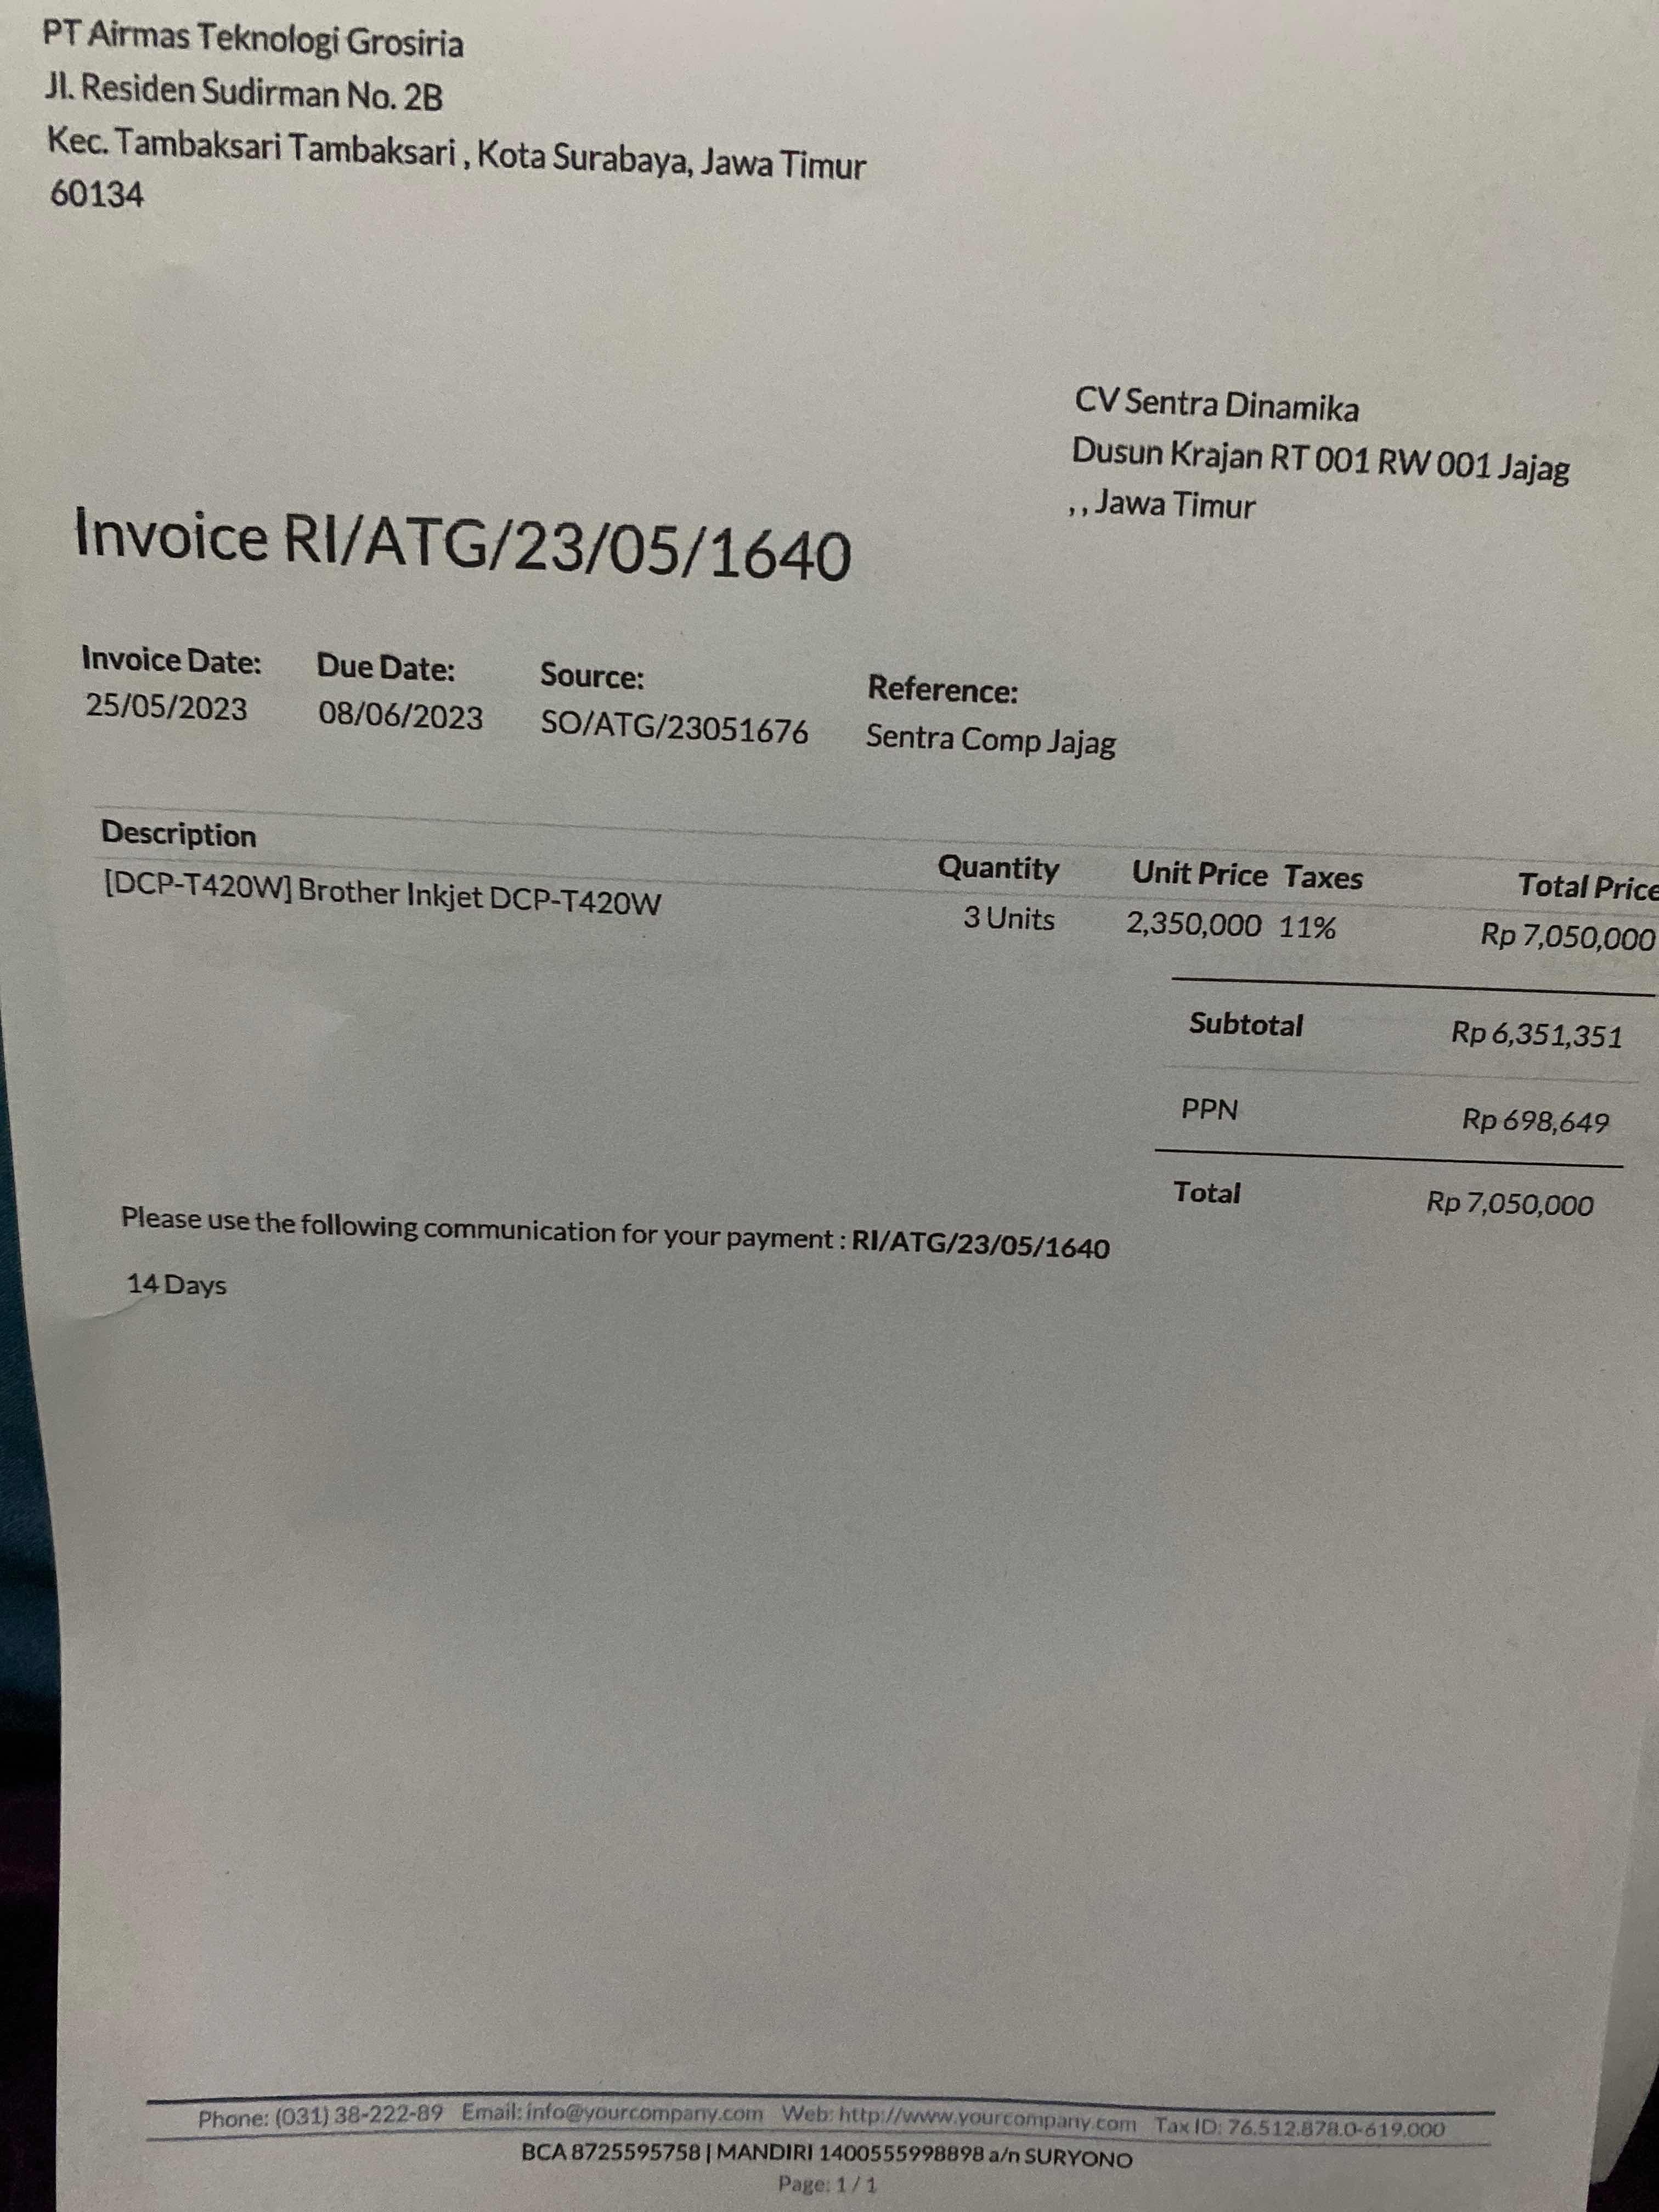 PT Airmas Teknologi Grosiria
Jl. Residen Sudirman No. 2B
Kec. Tambaksari Tambaksari , Kota Surabaya, Jawa Timur
60134
CV Sentra Dinamika
Dusun Krajan RT 001 RW 001 Jajag
, , Jawa Timur
Invoice RI/ATG/23/05/1640
Invoice Date: Due Date: Source: Reference:
25/05/2023 08/06/2023 SO/ATG/23051676 Sentra Comp Jajag
Description Quantity Unit Price Taxes Total Price
[DCP-T420W] Brother Inkjet DCP-T420W 3 Units 2,350,000 11% Rp 7,050,000
Subtotal Rp 6,351,351
PPN Rp 698,649
Total Rp 7,050,000
Please use the following communication for your payment : RI/ATG/23/05/1640
14 Days
Phone: (031) 38-222-89 Email: info@yourcompany.com Web: http://www.yourcompany.com Tax ID: 76.512.878.0-619.000
BCA 8725595758 | MANDIRI 1400555998898 a/n SURYONO
Page: 1 / 1